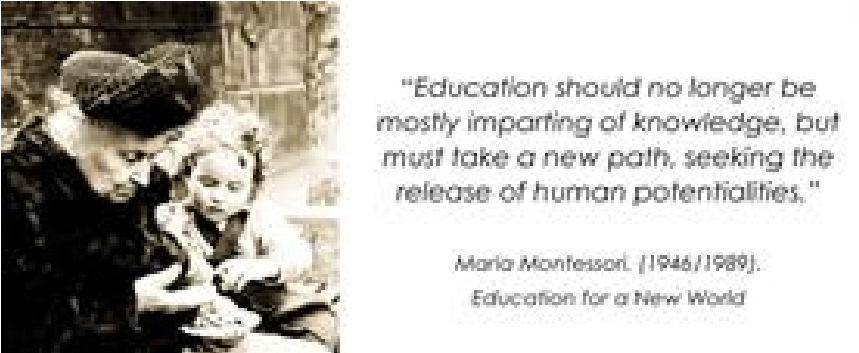 “Education should no longer be
mostly imparting of knowledge, but
must take a new path, seeking the
release of human potentialities.”
Maria Montessori. (1946/1989).
Education for a New World